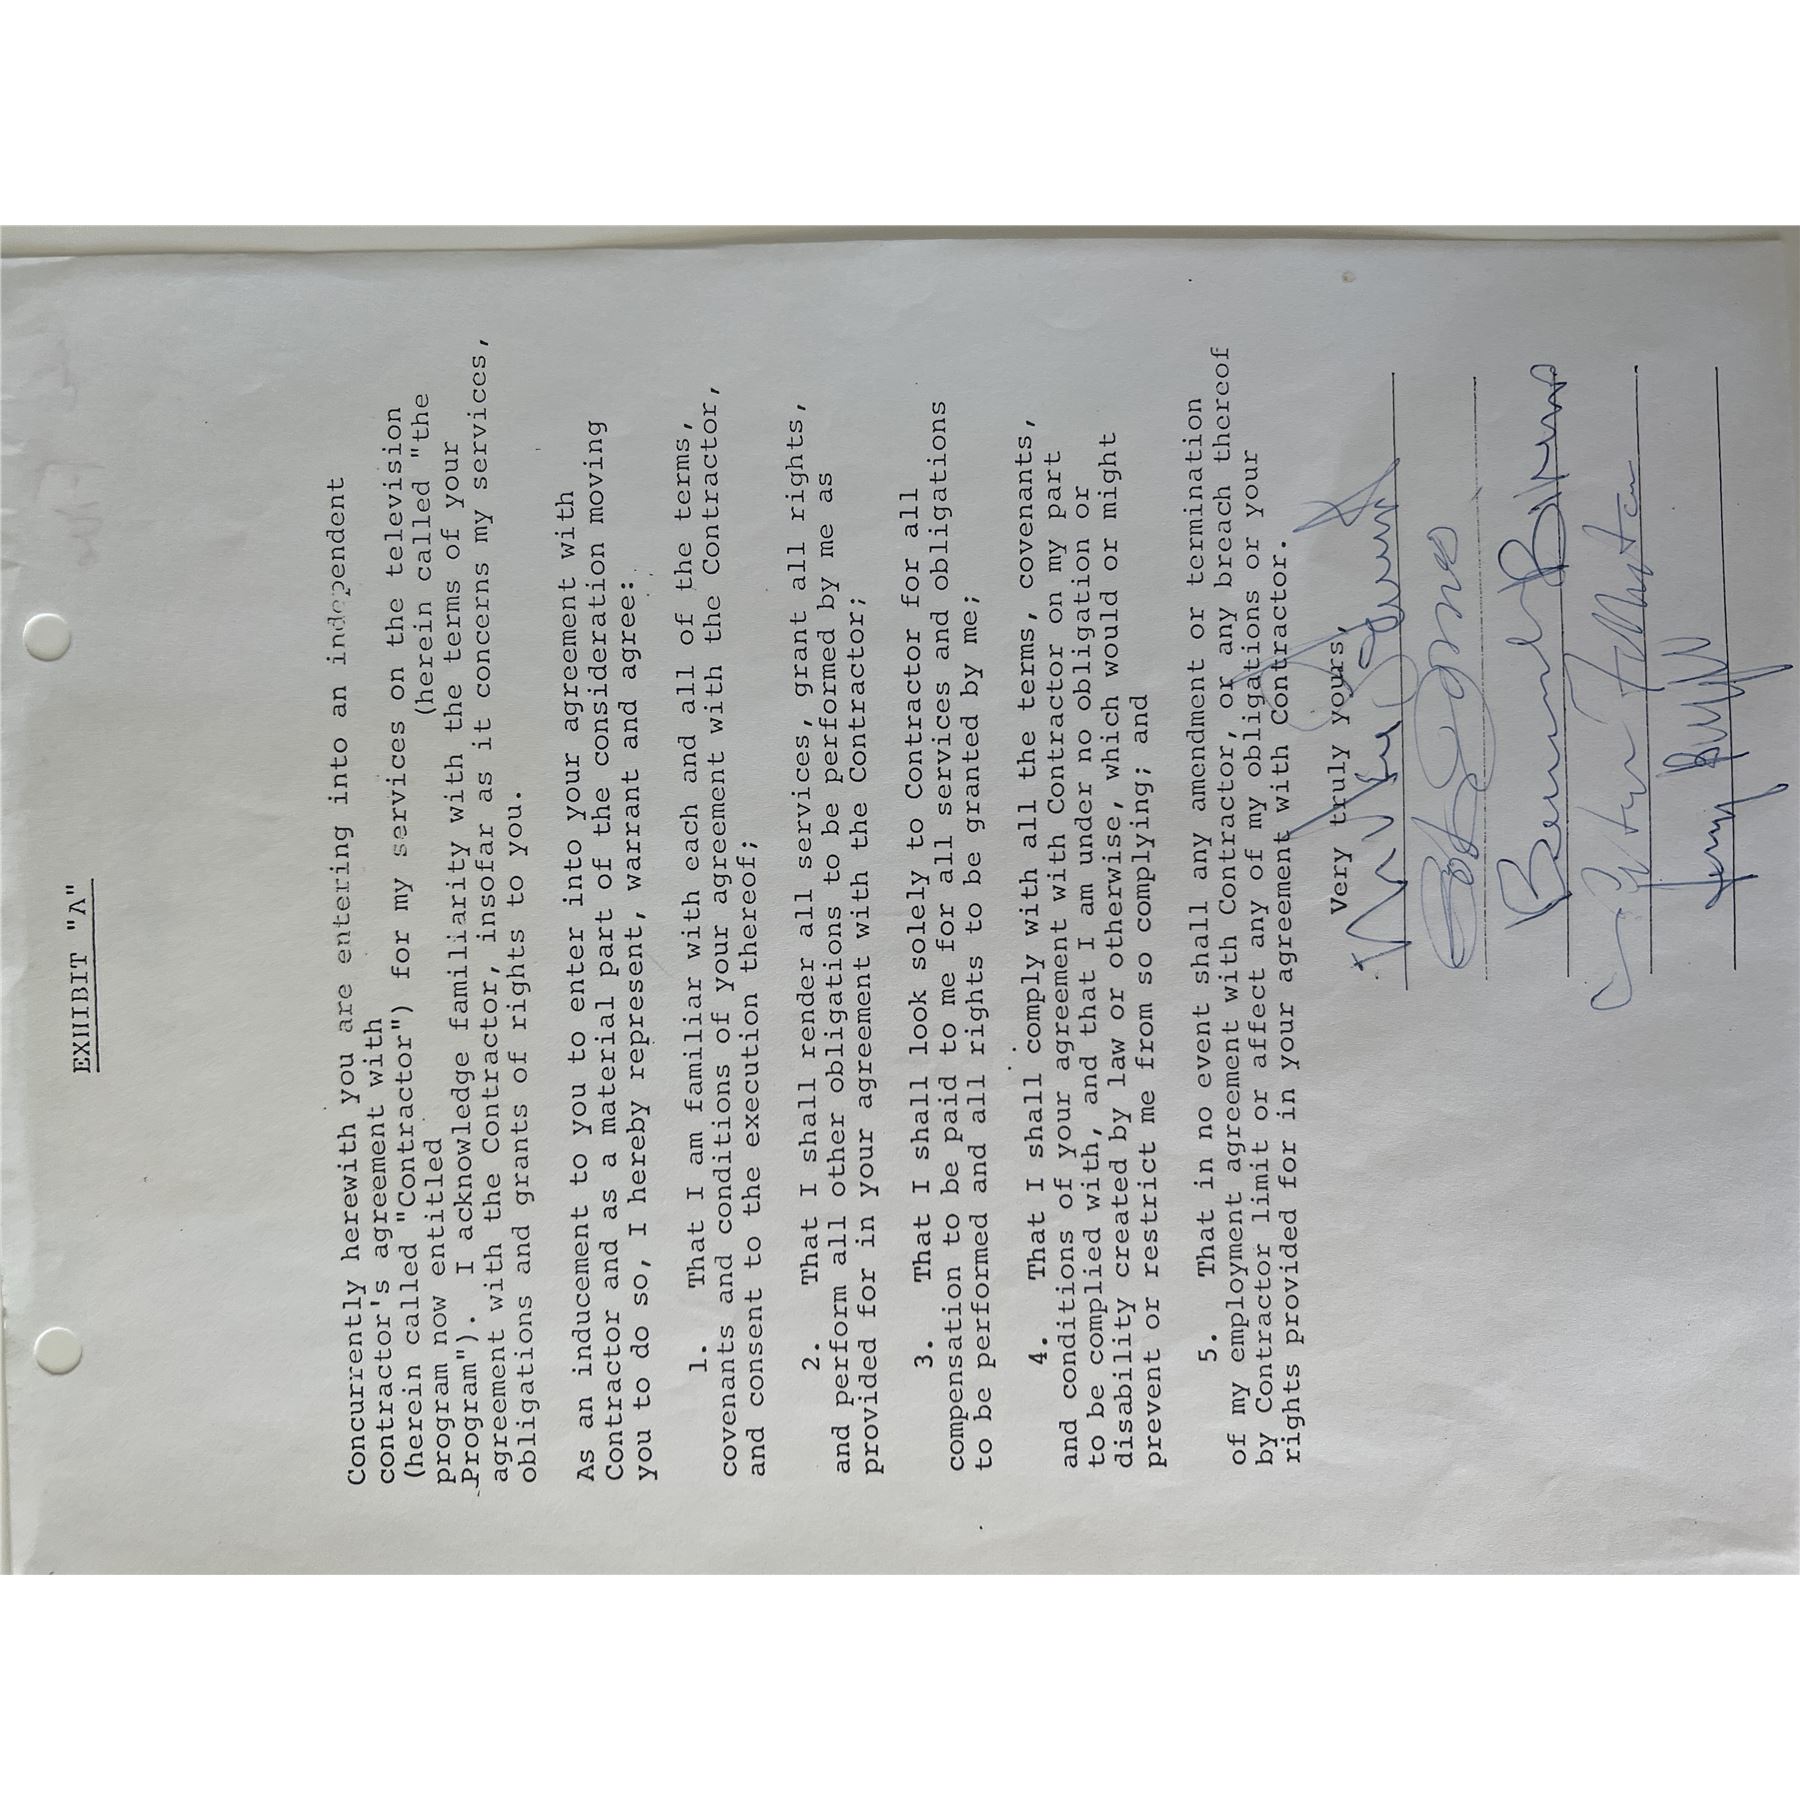 EXHIBIT "A"
Concurrently herewith you are entering into an independent
contractor's agreement with
(herein called "Contractor") for my services on the television
program now entitled (herein called "the
Program"). I acknowledge familiarity with the terms of your
agreement with the Contractor, insofar as it concerns my services,
obligations and grants of rights to you.
As an inducement to you to enter into your agreement with
Contractor and as a material part of the consideration moving
you to do so, I hereby represent, warrant and agree:
1. That I am familiar with each and all of the terms,
covenants and conditions of your agreement with the Contractor,
and consent to the execution thereof;
2. That I shall render all services, grant all rights,
and perform all other obligations to be performed by me as
provided for in your agreement with the Contractor;
3. That I shall look solely to Contractor for all
compensation to be paid to me for all services and obligations
to be performed and all rights to be granted by me;
4. That I shall comply with all the terms, covenants,
and conditions of your agreement with Contractor on my part
to be complied with, and that I am under no obligation or
disability created by law or otherwise, which would or might
prevent or restrict me from so complying; and
5. That in no event shall any amendment or termination
of my employment agreement with Contractor, or any breach thereof
by Contractor limit or affect any of my obligations or your
rights provided for in your agreement with Contractor.
Very truly yours,